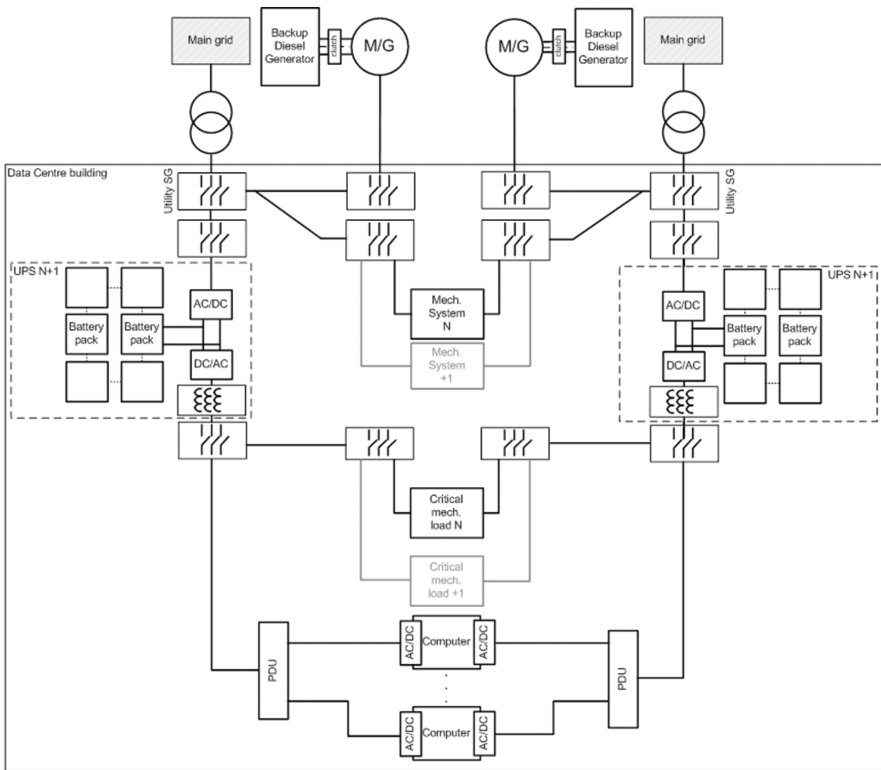 Main grid
Backup
Diesel
Generator
clutch
M/G
M/G
clutch
Backup
Diesel
Generator
Main grid
Data Centre building
Utility SG
Utility SG
UPS N+1
AC/DC
Battery
pack
Battery
pack
DC/AC
Mech.
System
N
Mech.
System
+1
UPS N+1
AC/DC
Battery
pack
Battery
pack
DC/AC
Critical
mech.
load N
Critical
mech.
load +1
PDU
AC/DC
Computer
AC/DC
AC/DC
Computer
AC/DC
PDU